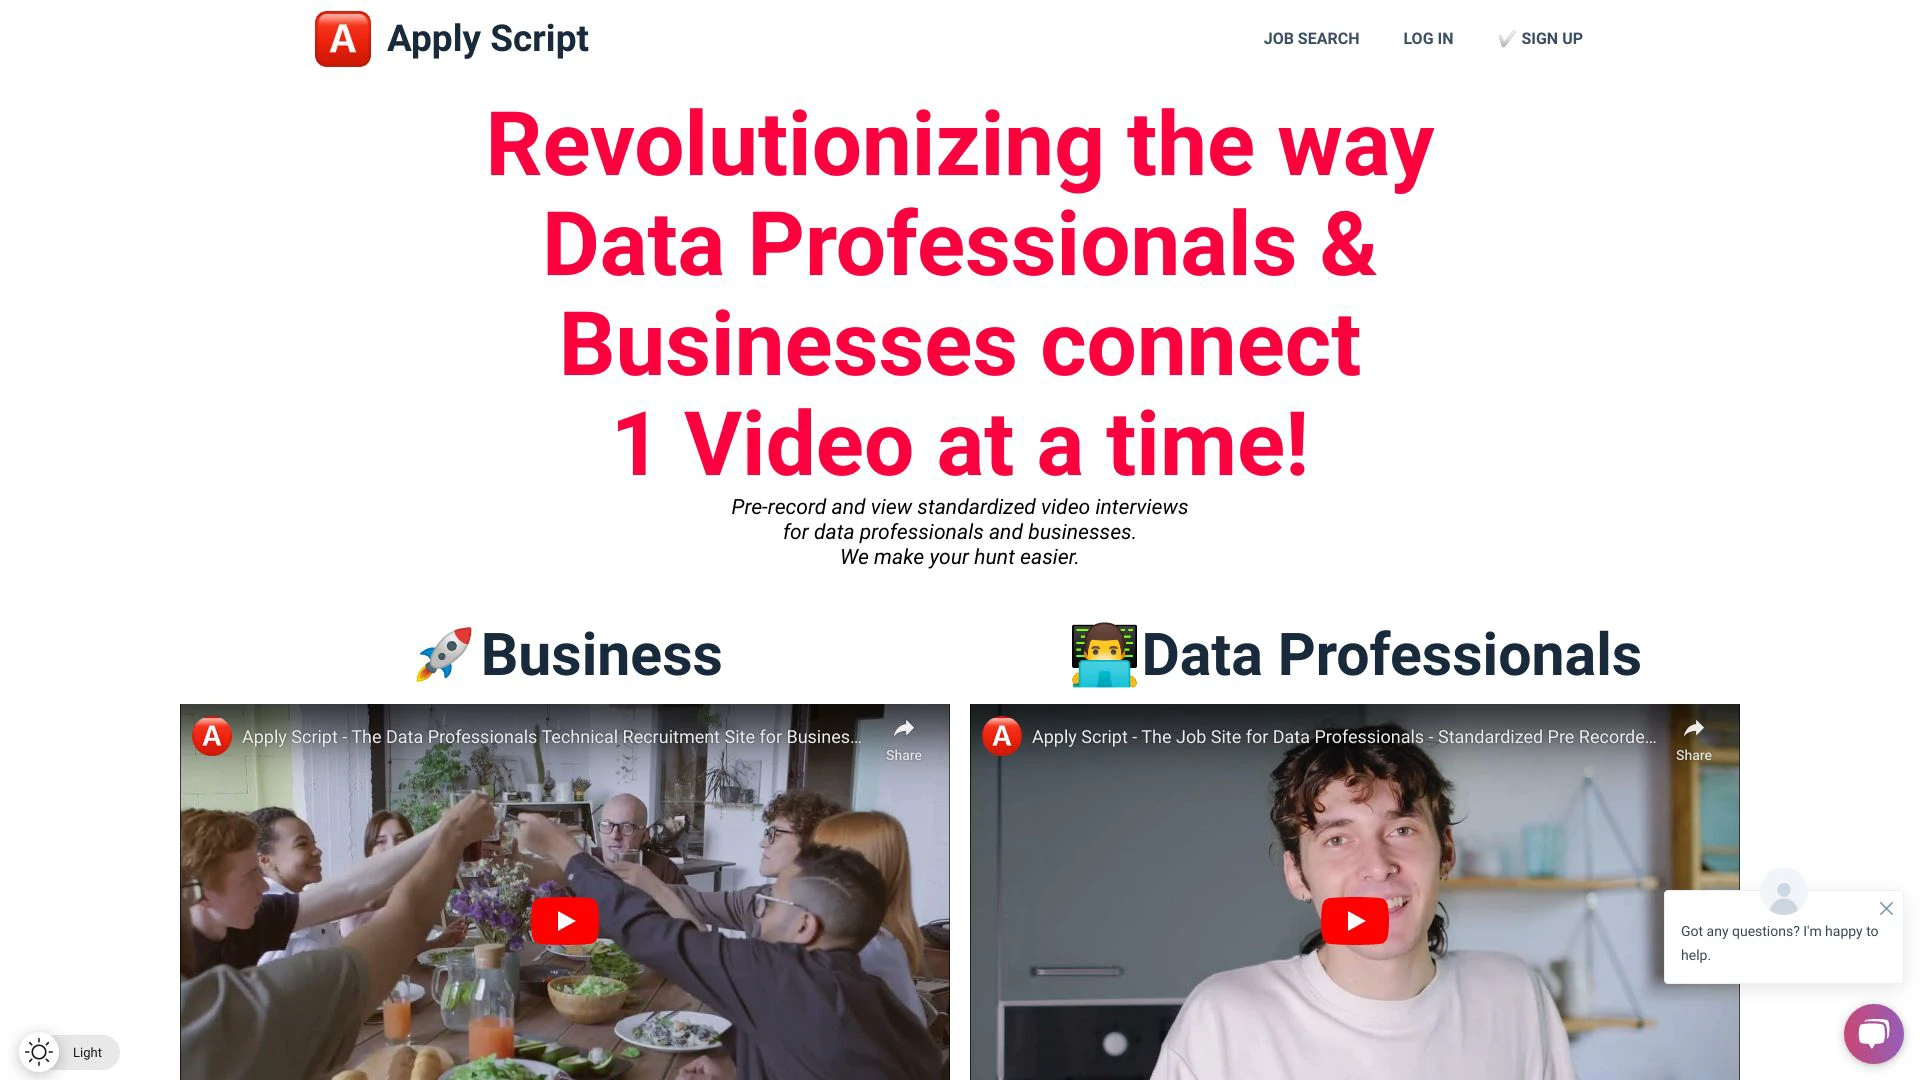 A Apply Script
JOB SEARCH LOG IN SIGN UP
Revolutionizing the way
Data Professionals &
Businesses connect
1 Video at a time!
Pre-record and view standardized video interviews
for data professionals and businesses.
We make your hunt easier.
Business
Data Professionals
A Apply Script - The Data Professionals Technical Recruitment Site for Busines...
Share
A Apply Script - The Job Site for Data Professionals - Standardized Pre Recorde...
Share
Got any questions? I'm happy to
help.
Light